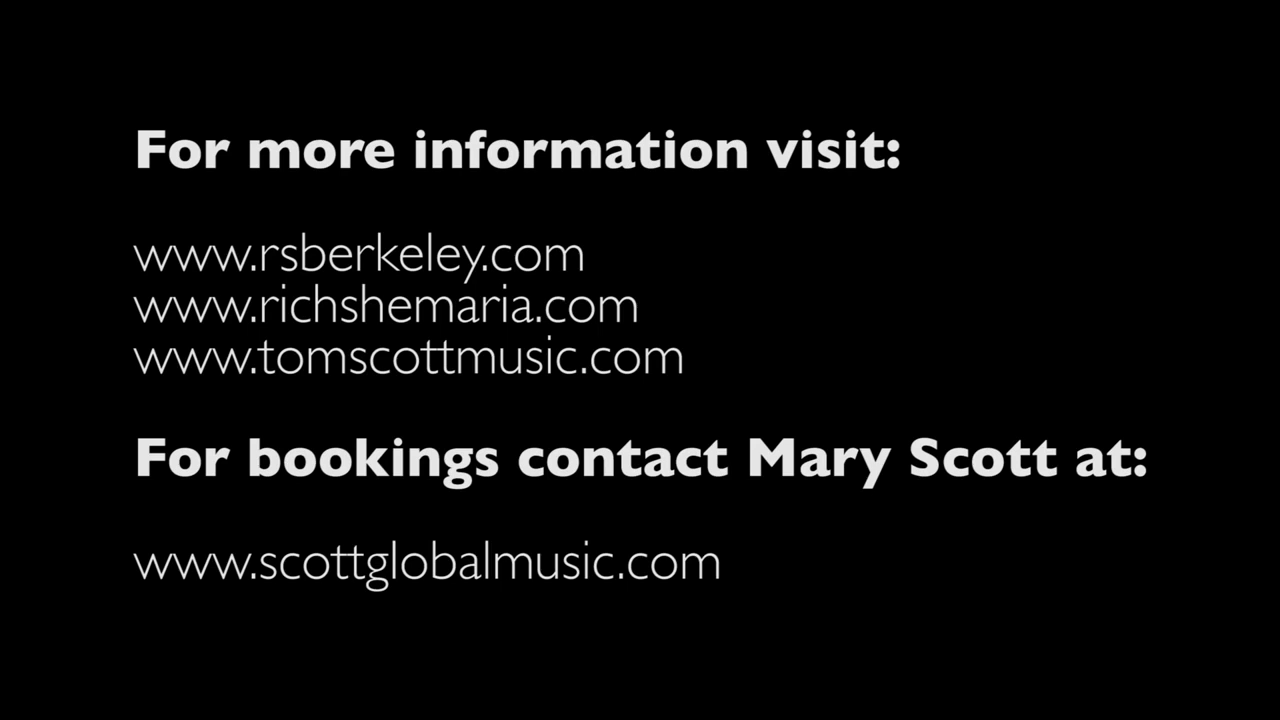 For more information visit:
www.rsberkeley.com
www.richshemaria.com
www.tomscottmusic.com
For bookings contact Mary Scott at:
www.scottglobalmusic.com